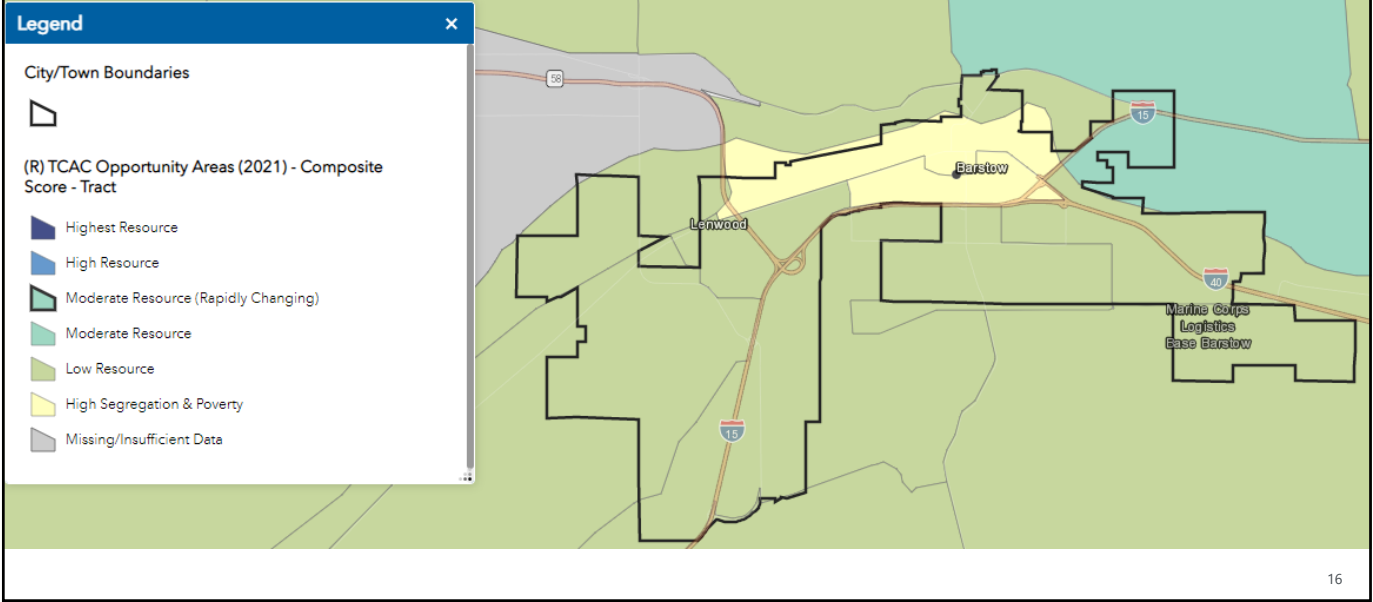 Legend
×
City/Town Boundaries
(R) TCAC Opportunity Areas (2021) - Composite
Score - Tract
Highest Resource
High Resource
Moderate Resource (Rapidly Changing)
Moderate Resource
Low Resource
High Segregation & Poverty
Missing/Insufficient Data
58
15
Barstow
Lenwood
40
Marine Corps
Logistics
Base Barstow
15
16